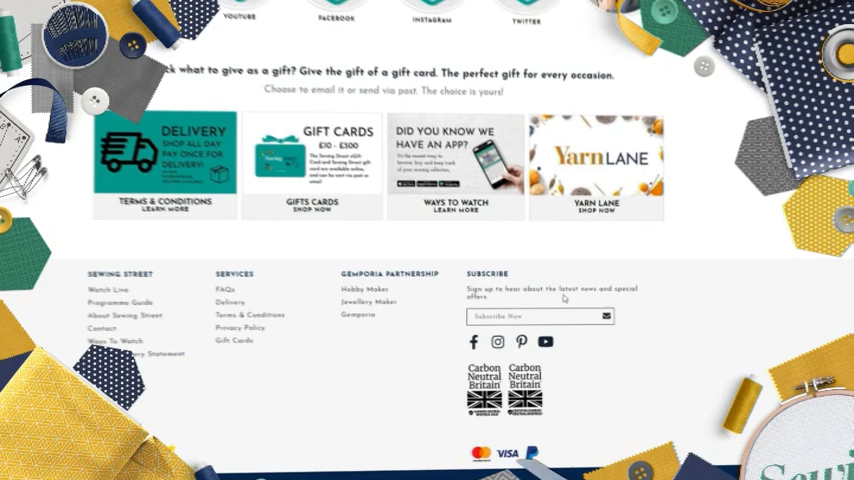 YOUTUBE
FACEBOOK
INSTAGRAM
TWITTER
ck what to give as a gift? Give the gift of a gift card. The perfect gift for every occasion.
Choose to email it or send via post. The choice is yours!
DELIVERY
SHOP ALL DAY
PAY ONCE FOR
DELIVERY!
TERMS & CONDITIONS
LEARN MORE
GIFT CARDS
£10 - £500
GIFTS CARDS
SHOP NOW
DID YOU KNOW WE
HAVE AN APP?
WAYS TO WATCH
LEARN MORE
Yarn LANE
YARN LANE
SHOP NOW
SEWING STREET
Watch Live
Programme Guide
About Sewing Street
Contact
Ways To Watch
ery Statement
SERVICES
FAQs
Delivery
Terms & Conditions
Privacy Policy
Gift Cards
GEMPORIA PARTNERSHIP
Hobby Maker
Jewellery Maker
Gemporia
SUBSCRIBE
Sign up to hear about the latest news and special
offers
Subscribe Now
Carbon
Neutral
Britain
Carbon
Neutral
Britain
VISA
Sewi